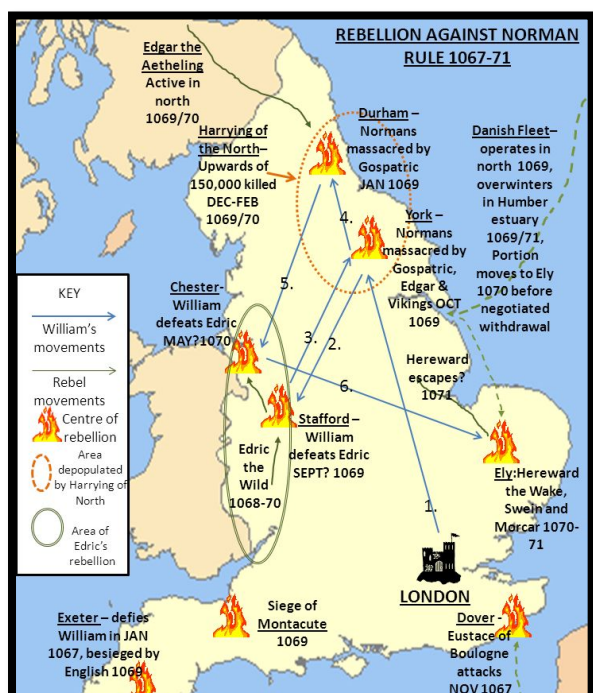 REBELLION AGAINST NORMAN
RULE 1067-71
Edgar the
Aetheling
Active in
north
1069/70
Harrying of
the North–
Upwards of
150,000 killed
DEC-FEB
1069/70
Durham –
Normans
massacred by
Gospatric
JAN 1069
Danish Fleet–
operates in
north 1069,
overwinters
in Humber
estuary
1069/71,
Portion
moves to Ely
1070 before
negotiated
withdrawal
4.
York –
Normans
massacred by
Gospatric,
Edgar &
Vikings OCT
1069
5.
Chester-
William
defeats Edric
MAY?1070
3.
2.
6.
Hereward
escapes?
1071
KEY
William's
movements
Rebel
movements
Centre of
rebellion
Area
depopulated
by Harrying of
North
Area of
Edric's
rebellion
Stafford –
William
defeats Edric
SEPT? 1069
Edric
the
Wild
1068-70
Ely:Hereward
the Wake,
Swein and
Morcar 1070-
71
1.
LONDON
Siege of
Montacute
1069
Exeter – defies
William in JAN
1067, besieged by
English 1069
Dover -
Eustace of
Boulogne
attacks
NOV 1067